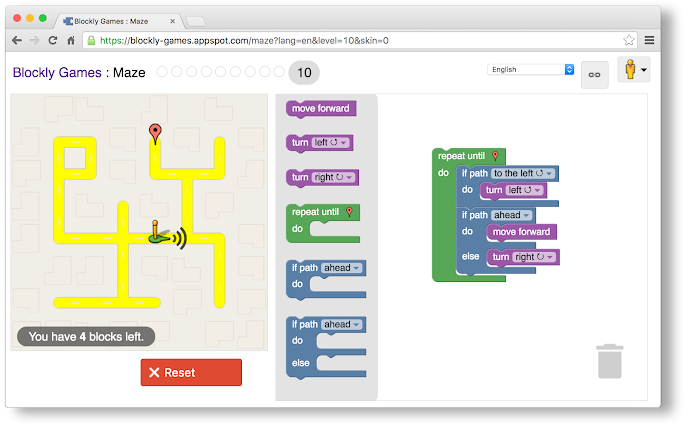 Blockly Games : Maze
https://blockly-games.appspot.com/maze?lang=en&level=10&skin=0
Blockly Games : Maze 10 English
move forward
turn left
turn right
repeat until
do
if path ahead
do
if path ahead
do
else
repeat until
do if path to the left
do turn left
if path ahead
do move forward
else turn right
You have 4 blocks left.
Reset